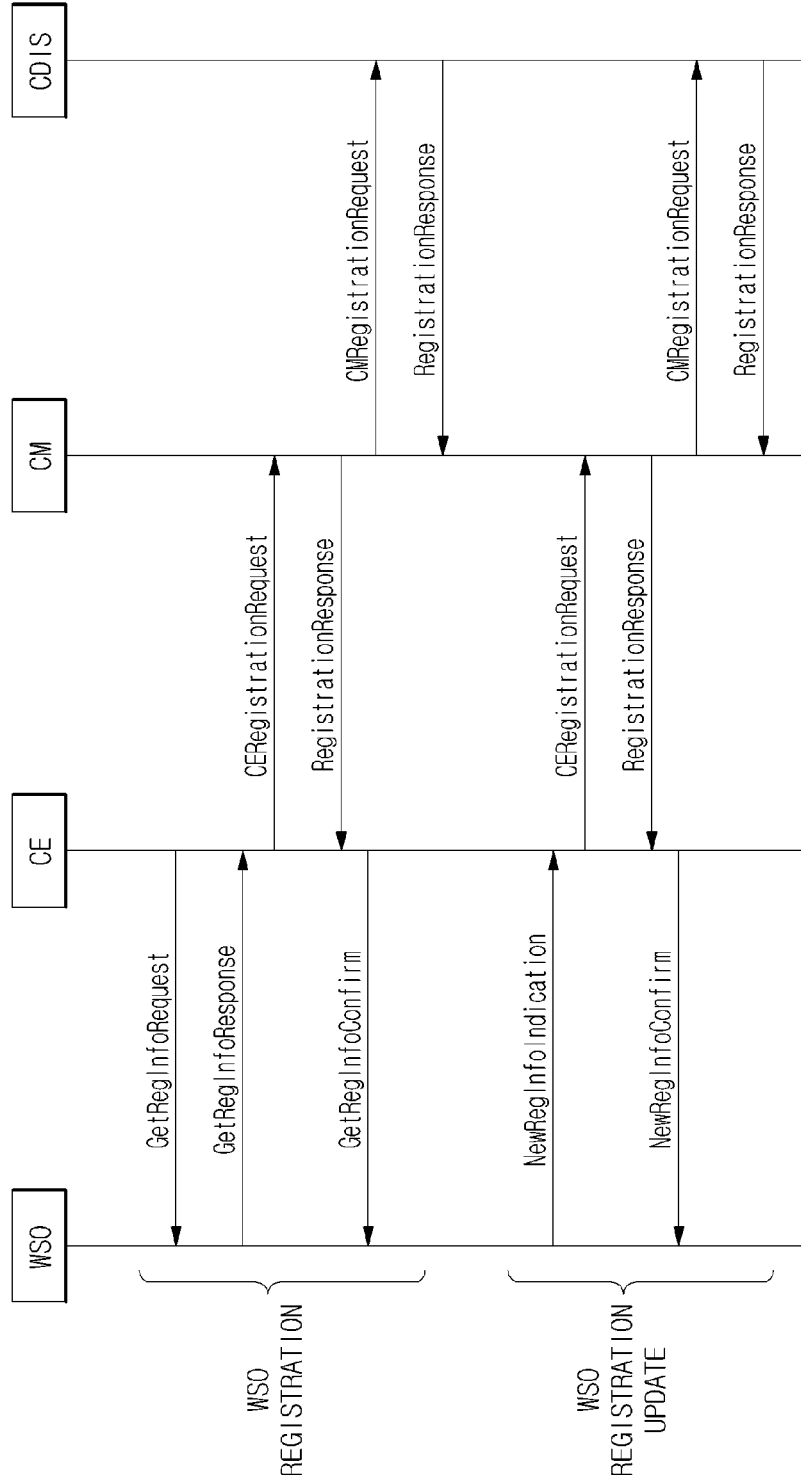 WSO
CE
CM
CDIS
WSO
REGISTRATION
GetRegInfoRequest
GetRegInfoResponse
CERegistrationRequest
RegistrationResponse
GetRegInfoConfirm
CMRegistrationRequest
RegistrationResponse
WSO
REGISTRATION
UPDATE
NewRegInfoIndication
CERegistrationRequest
RegistrationResponse
NewRegInfoConfirm
CMRegistrationRequest
RegistrationResponse